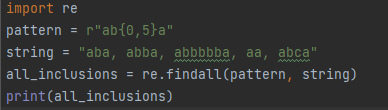 import re
pattern = r"ab{0,5}a"
string = "aba, abba, abbbbba, aa, abca"
all_inclusions = re.findall(pattern, string)
print(all_inclusions)